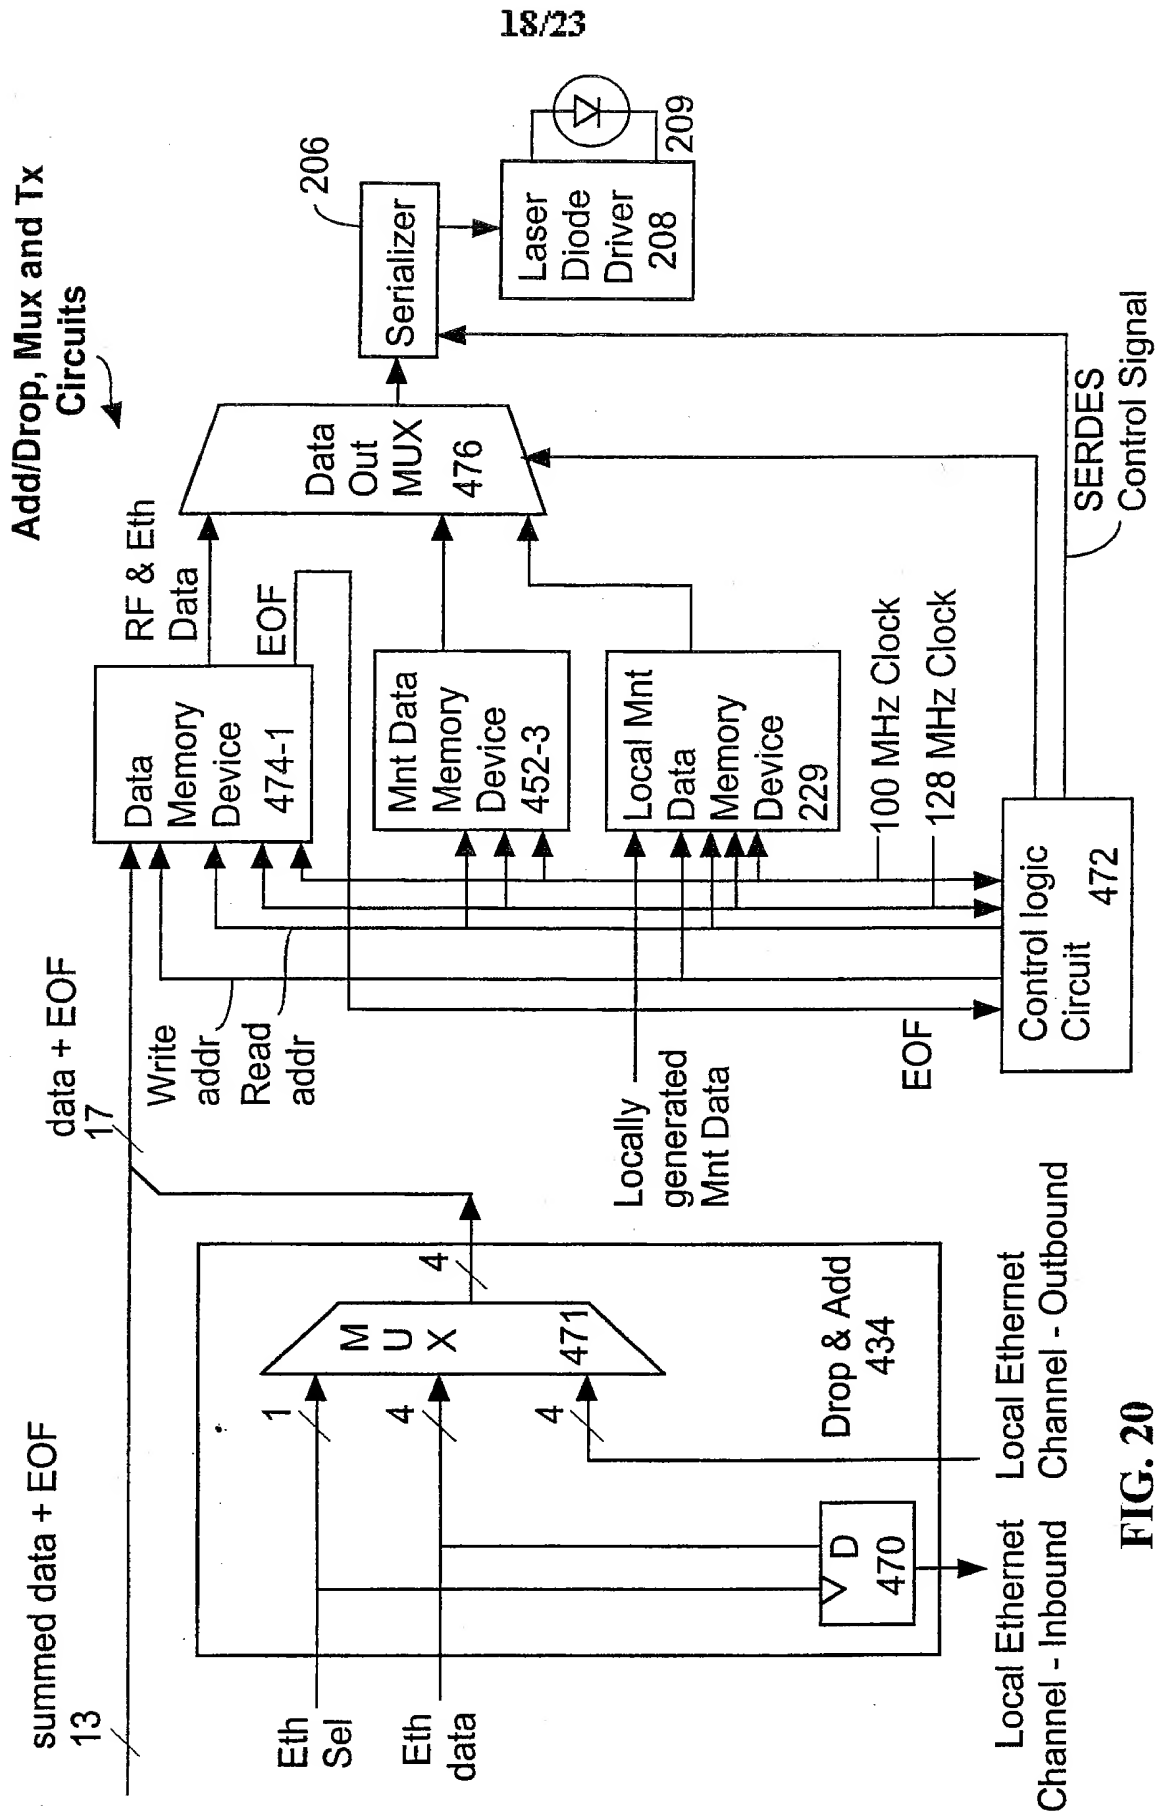 18/23
Add/Drop, Mux and Tx
Circuits
summed data + EOF
13
data + EOF
17
Eth
Sel
Eth
data
1
4
4
4
M
U
X
471
D
470
Drop & Add
434
Local Ethernet
Channel - Inbound
Local Ethernet
Channel - Outbound
Write
addr
Read
addr
Locally
generated
Mnt Data
EOF
Data
Memory
Device
474-1
Mnt Data
Memory
Device
452-3
Local Mnt
Data
Memory
Device
229
100 MHz Clock
128 MHz Clock
Control logic
Circuit
472
RF & Eth
Data
EOF
Data
Out
MUX
476
Serializer
206
Laser
Diode
Driver
208
209
SERDES
Control Signal
FIG. 20